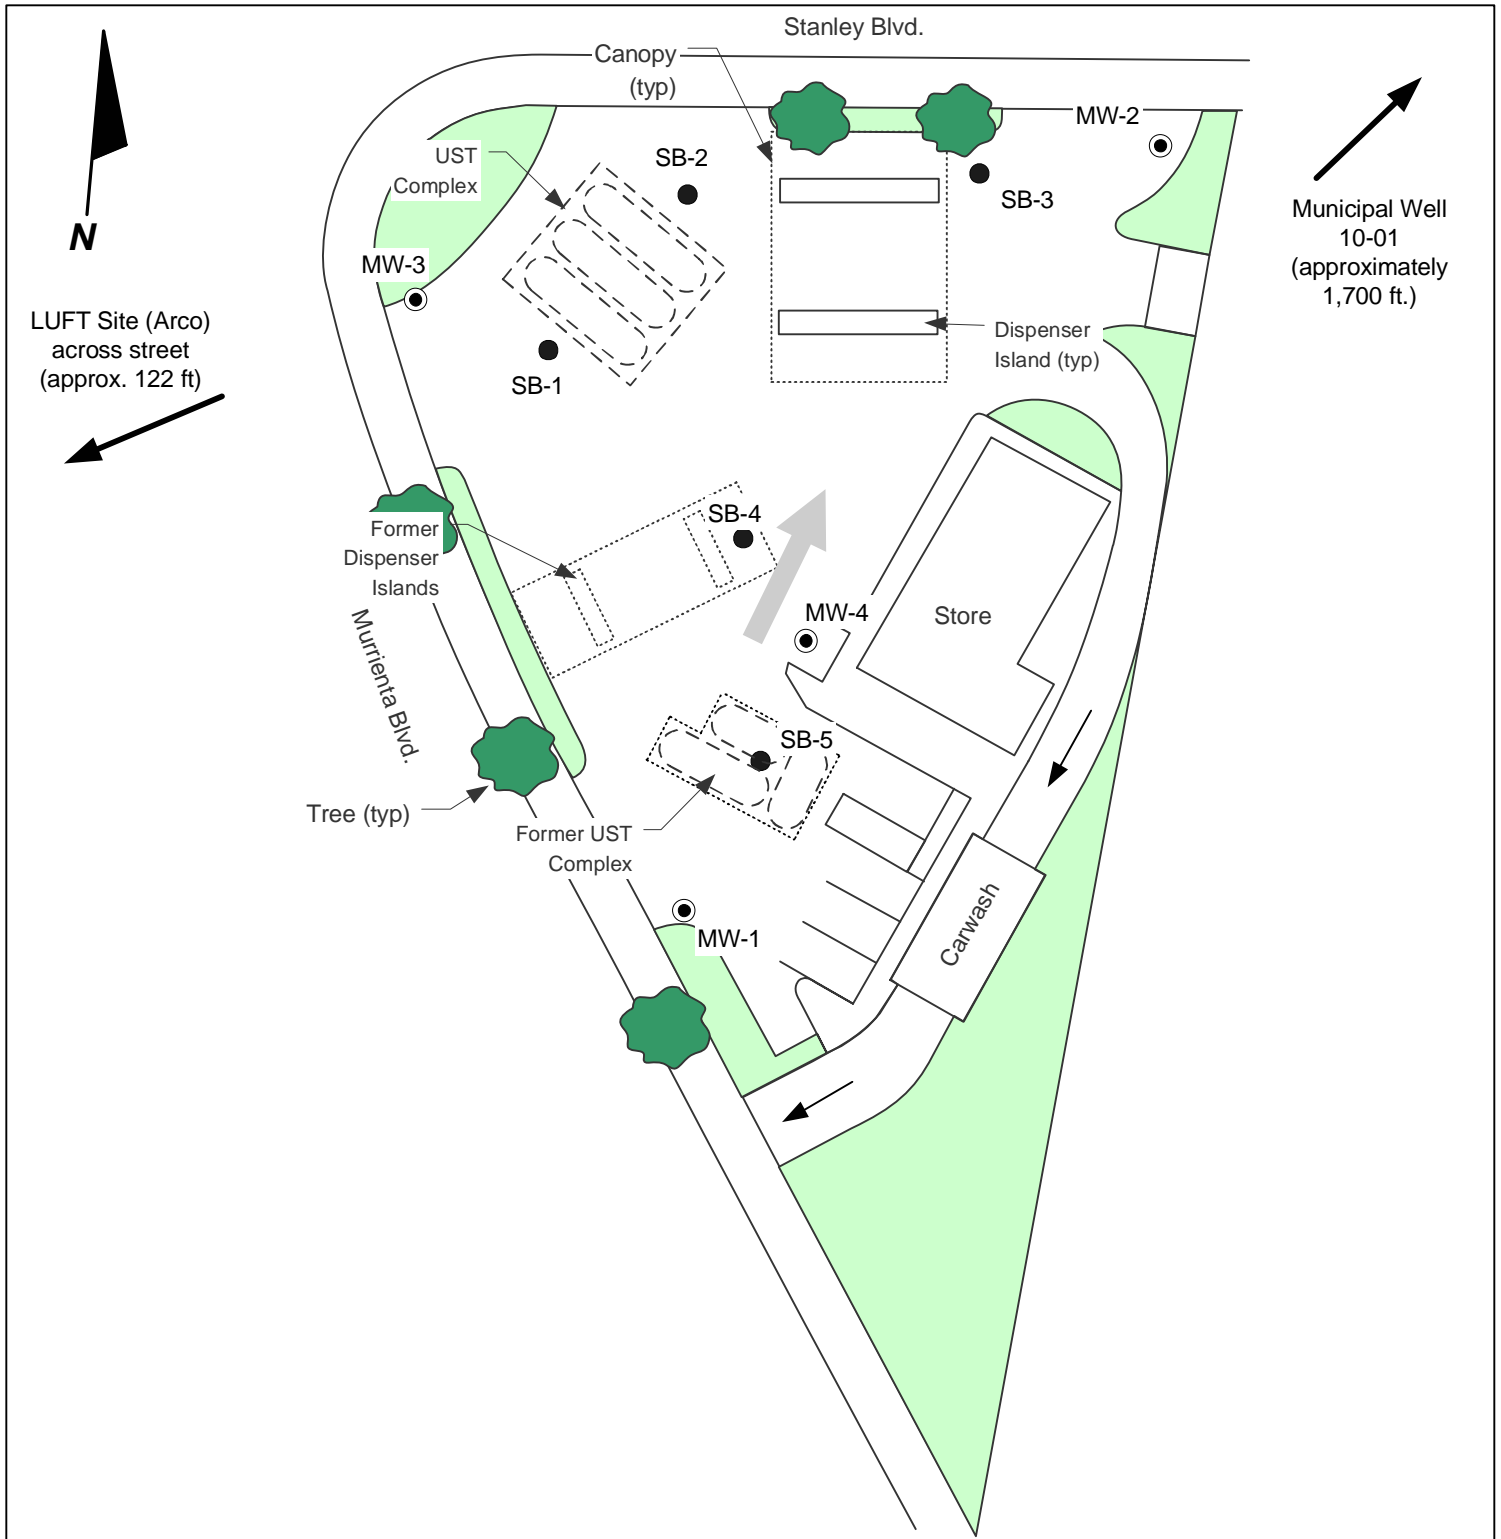 Stanley Blvd.
Canopy
(typ)
MW-2
UST
Complex
SB-2
SB-3
N
Municipal Well
10-01
(approximately
1,700 ft.)
MW-3
LUFT Site (Arco)
across street
(approx. 122 ft)
Dispenser
Island (typ)
SB-1
SB-4
Former
Dispenser
Islands
MW-4
Store
Murrienta Blvd.
SB-5
Tree (typ)
Former UST
Complex
Carwash
MW-1